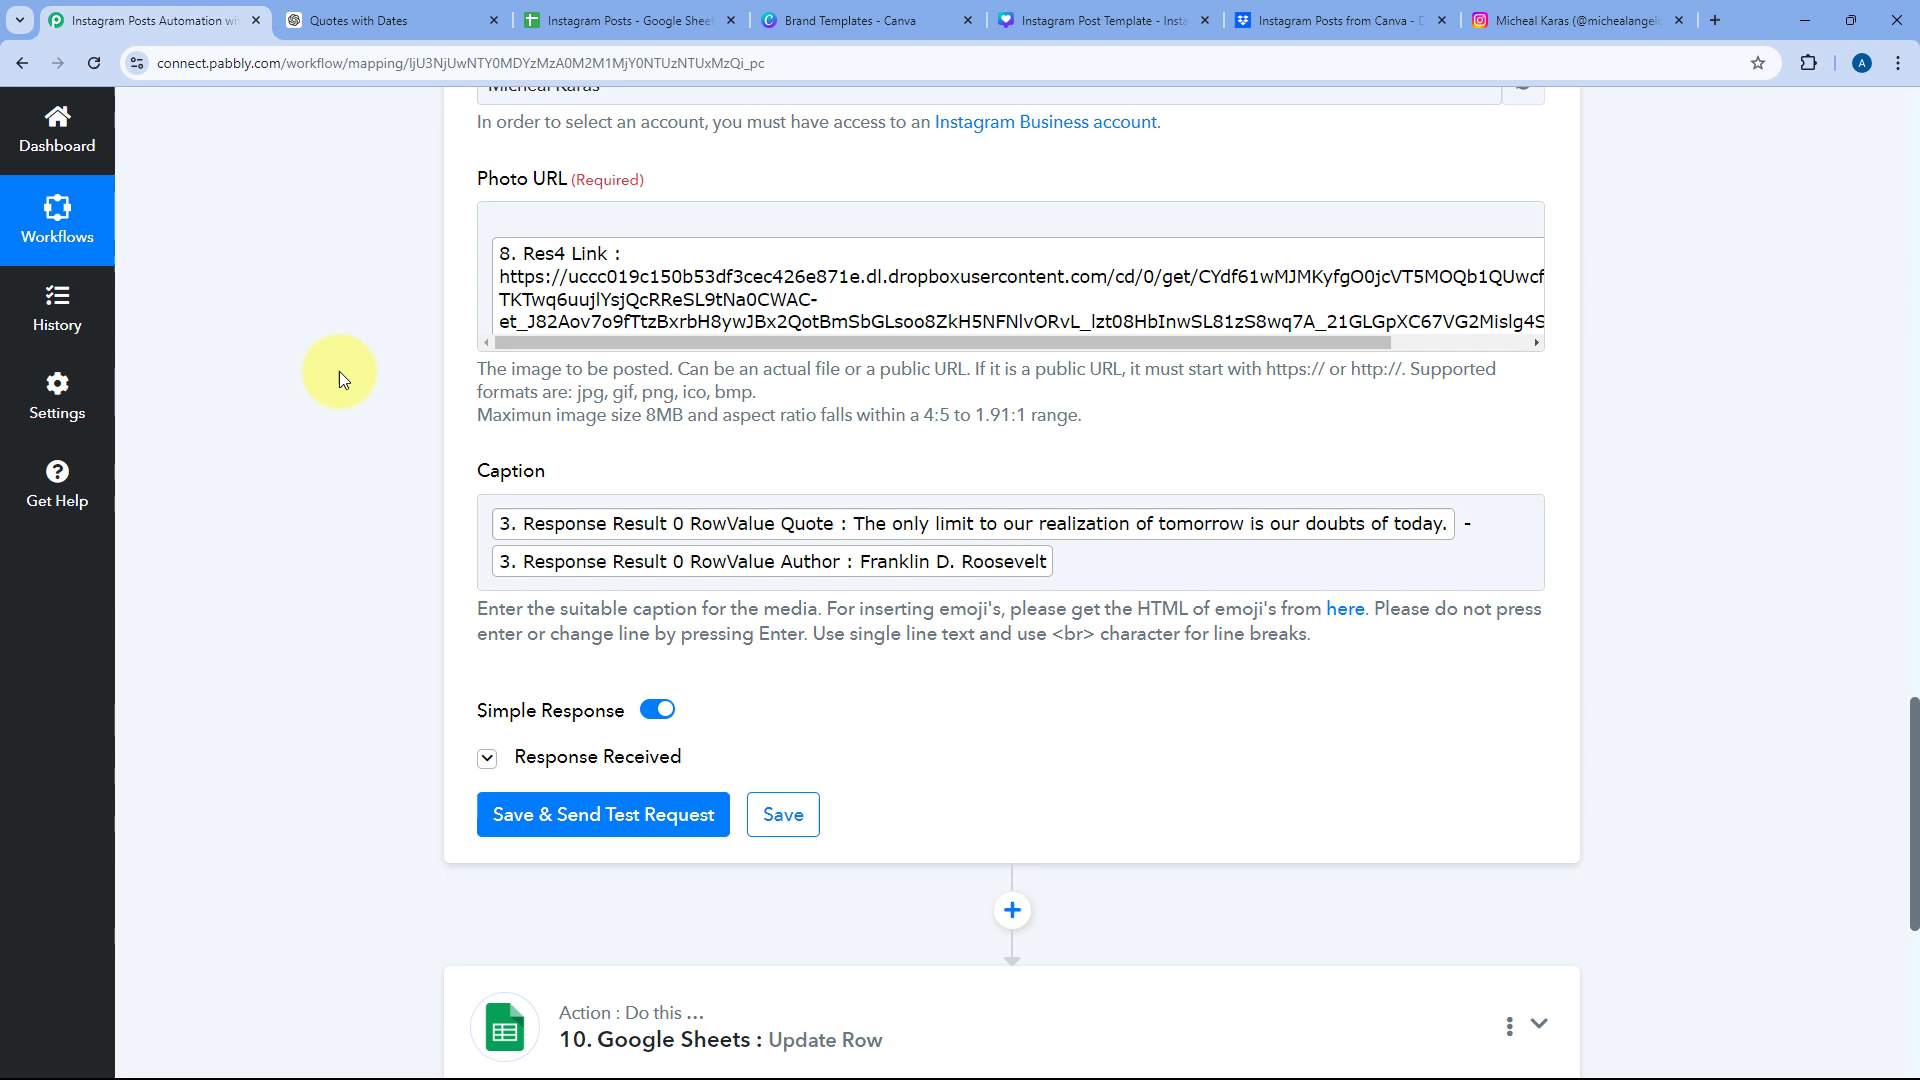 Instagram Posts Automation wi
Quotes with Dates
Instagram Posts - Google Sheet
Brand Templates - Canva
Instagram Post Template - Insta
Instagram Posts from Canva - D
Micheal Karas (@michealangelo
connect.pabbly.com/workflow/mapping/IjU3NjUwNTY0MDYzMzA0M2M1MjY0NTUzNTUxMzQi_pc
A
Dashboard
Workflows
History
Settings
Get Help
Micheal Karas
In order to select an account, you must have access to an Instagram Business account.
Photo URL (Required)
8. Res4 Link :
https://uccc019c150b53df3cec426e871e.dl.dropboxusercontent.com/cd/0/get/CYdf61wMJMKyfgO0jcVT5MOQb1QUwcf
TKTwq6uujlYsjQcRReSL9tNa0CWAC-
et_J82Aov7o9fTtzBxrbH8ywJBx2QotBmSbGLsoo8ZkH5NFNlvORvL_lzt08HbInwSL81zS8wq7A_21GLGpXC67VG2Mislg4S
The image to be posted. Can be an actual file or a public URL. If it is a public URL, it must start with https:// or http://. Supported
formats are: jpg, gif, png, ico, bmp.
Maximun image size 8MB and aspect ratio falls within a 4:5 to 1.91:1 range.
Caption
3. Response Result 0 RowValue Quote : The only limit to our realization of tomorrow is our doubts of today. -
3. Response Result 0 RowValue Author : Franklin D. Roosevelt
Enter the suitable caption for the media. For inserting emoji's, please get the HTML of emoji's from here. Please do not press
enter or change line by pressing Enter. Use single line text and use <br> character for line breaks.
Simple Response
Response Received
Save & Send Test Request
Save
Action : Do this ...
10. Google Sheets : Update Row